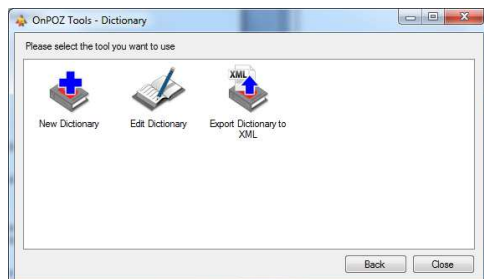 OnPOZ Tools - Dictionary
Please select the tool you want to use
XML
New Dictionary
Edit Dictionary
Export Dictionary to
XML
Back
Close